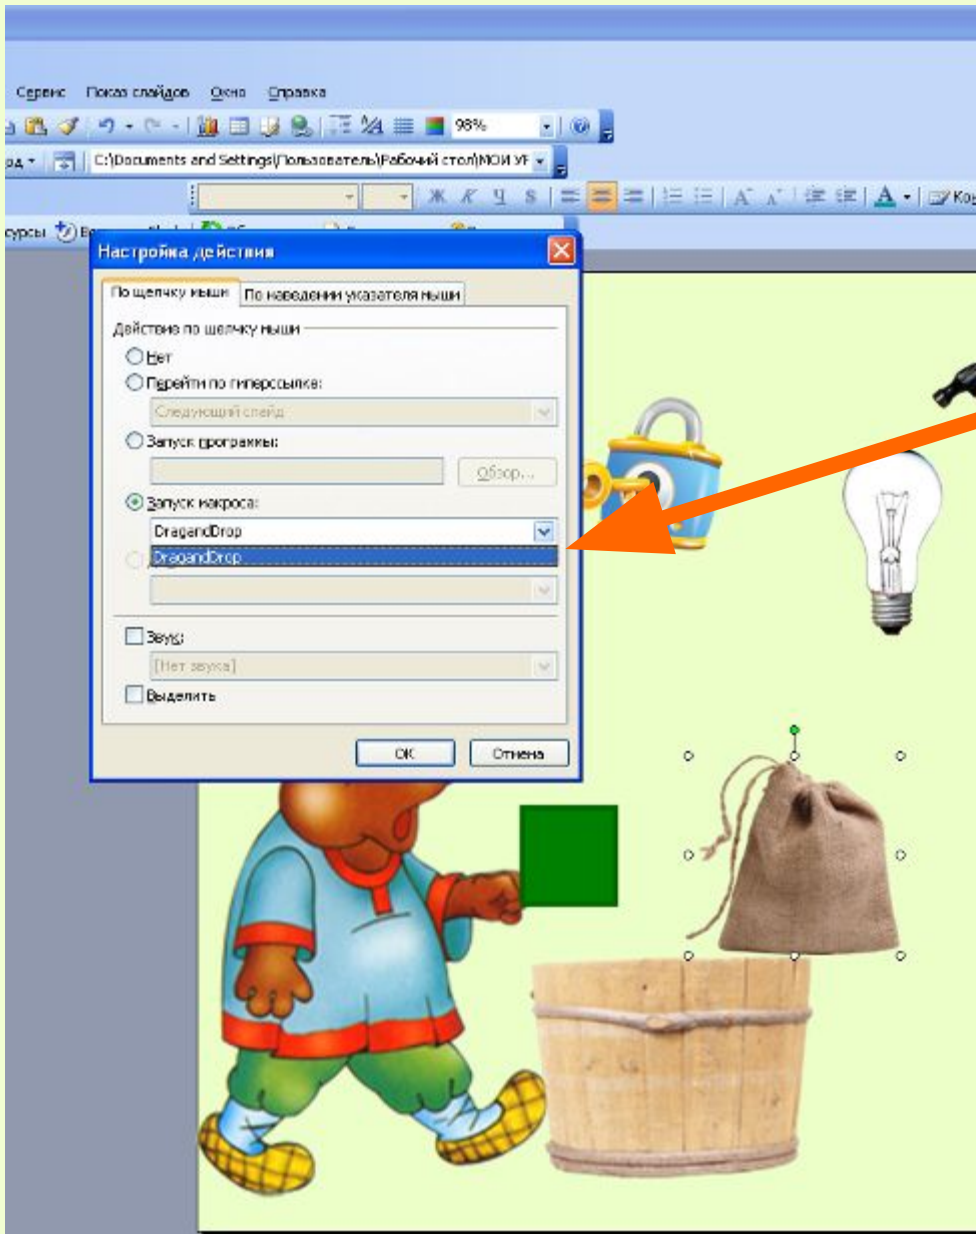 Сервис Показ слайдов Окно Справка
98%
C:\Documents and Settings\Пользователь\Рабочий стол\МОИ УР
Ж К Ч S
сурсы
Настройка действия
По щелчку мыши По наведении указателя мыши
Действие по щелчку мыши
Нет
Перейти по гиперссылке:
Следующий слайд
Запуск программы:
Обзор...
Запуск макроса:
DragandDrop
DragandDrop
Звук:
[Нет звука]
Выделить
ОК Отмена